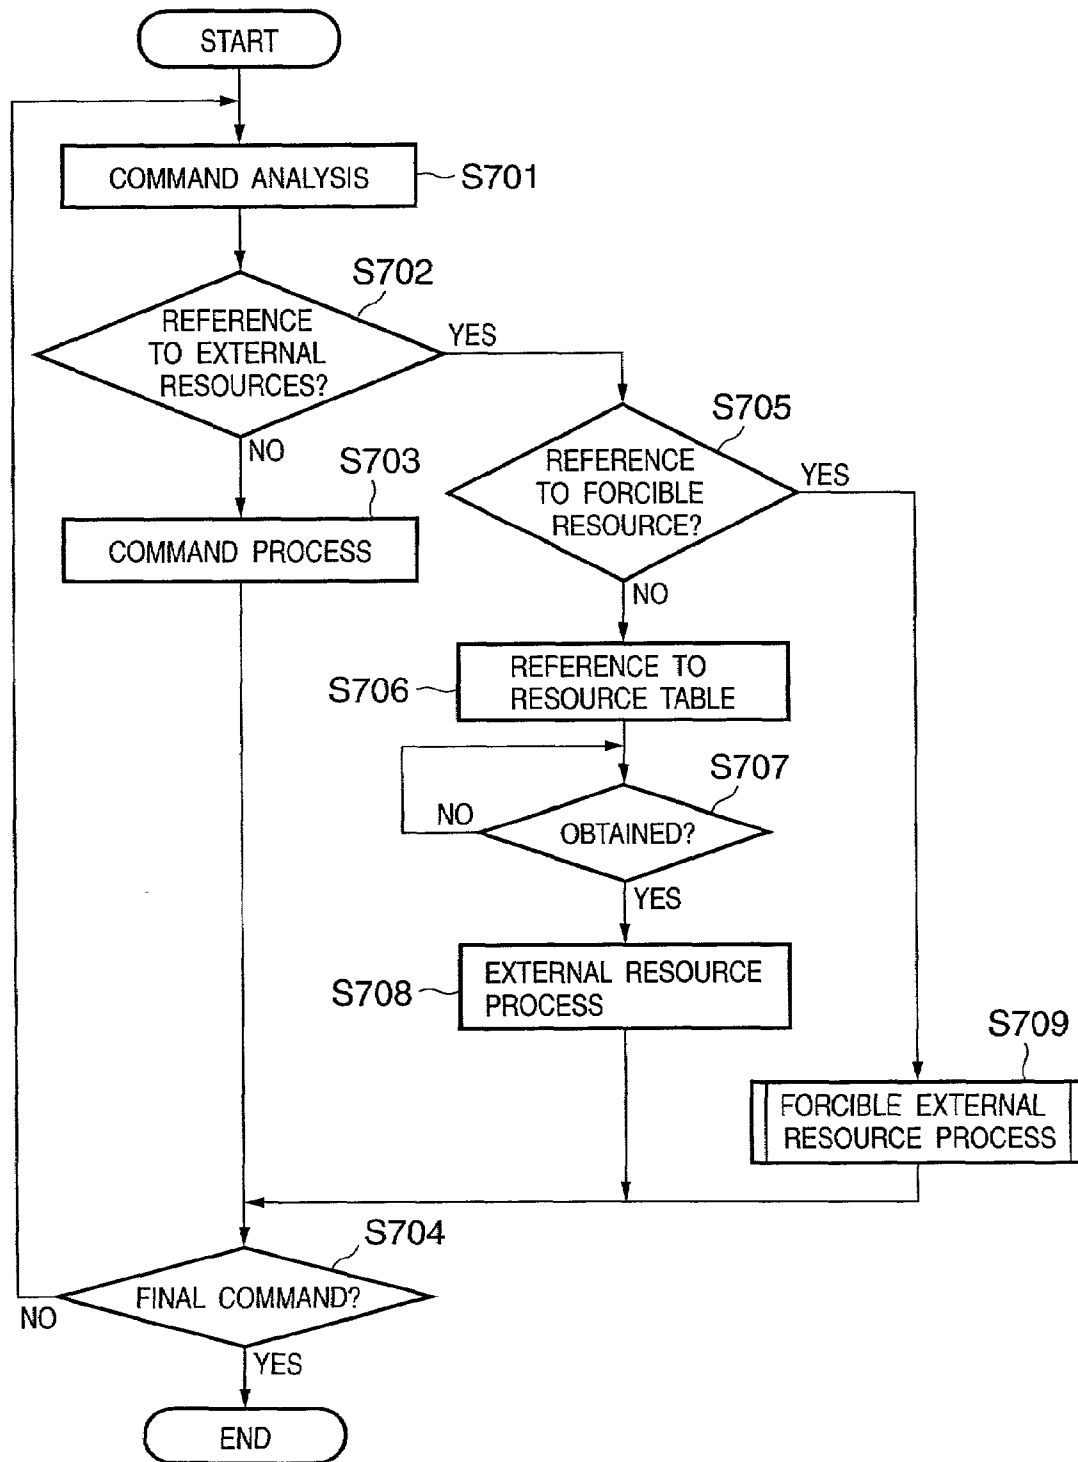 START
COMMAND ANALYSIS
S701
S702
REFERENCE
TO EXTERNAL
RESOURCES?
YES
NO
S703
COMMAND PROCESS
S705
REFERENCE
TO FORCIBLE
RESOURCE?
YES
NO
REFERENCE TO
RESOURCE TABLE
S706
S707
OBTAINED?
NO
YES
EXTERNAL RESOURCE
PROCESS
S708
S709
FORCIBLE EXTERNAL
RESOURCE PROCESS
S704
FINAL COMMAND?
NO
YES
END